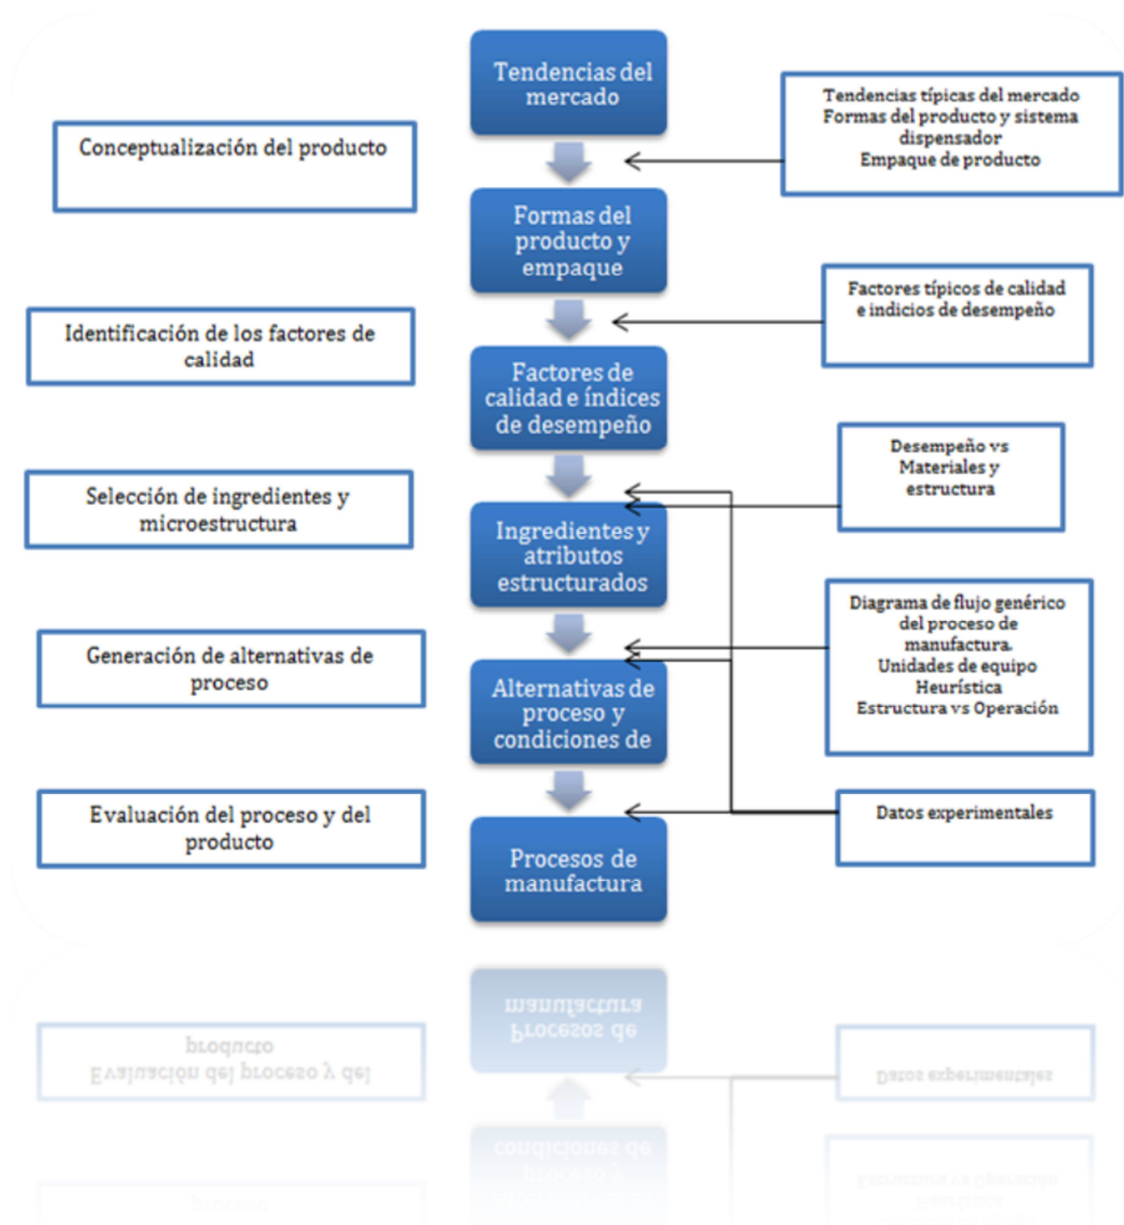 Tendencias del
mercado
Tendencias típicas del mercado
Formas del producto y sistema
dispensador
Empaque de producto
Conceptualización del producto
Formas del
producto y
empaque
Factores típicos de calidad
e indicios de desempeño
Identificación de los factores de
calidad
Factores de
calidad e índices
de desempeño
Desempeño vs
Materiales y
estructura
Selección de ingredientes y
microestructura
Ingredientes y
atributos
estructurados
Diagrama de flujo genérico
del proceso de
manufactura.
Unidades de equipo
Heurística
Estructura vs Operación
Generación de alternativas de
proceso
Alternativas de
proceso y
condiciones de
Evaluación del proceso y del
producto
Datos experimentales
Procesos de
manufactura